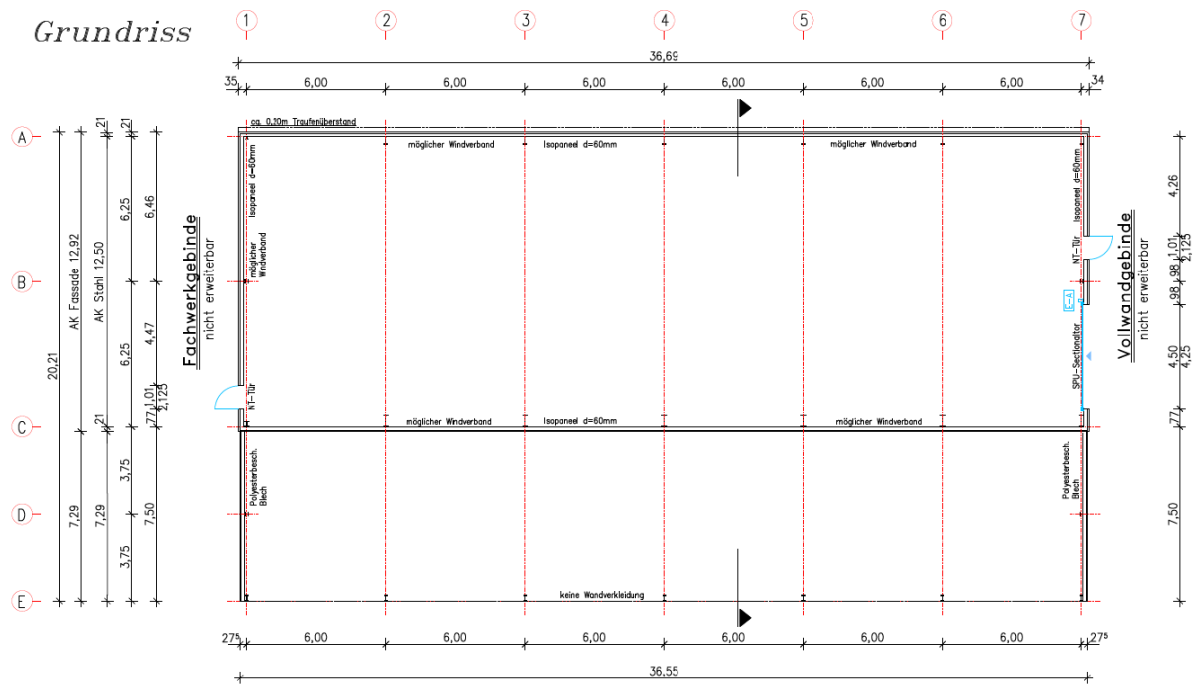 Grundriss
1 2 3 4 5 6 7
36,69
35 6,00 6,00 6,00 6,00 6,00 6,00 34
ca. 0,20m Traufenüberstand
A
B
C
D
E
20,21
AK Fassade 12,92
7,29
21
AK Stahl 12,50
21
7,29
21
6,25
6,25
3,75
3,75
6,46
4,47
1,01
2,125
77
7,50
Fachwerkgebinde
nicht erweiterbar
Isopaneel d=60mm
möglicher
Windverband
NT-Tür
möglicher Windverband
Isopaneel d=60mm
möglicher Windverband
Isopaneel d=60mm
NT-Tür
E-A
SPU-Sectionaltor
Vollwandgebinde
nicht erweiterbar
4,26
1,01
2,125
98
98
4,50
4,25
77
7,50
möglicher Windverband
Isopaneel d=60mm
möglicher Windverband
Polyesterbesch.
Blech
Polyesterbesch.
Blech
keine Wandverkleidung
275 6,00 6,00 6,00 6,00 6,00 6,00 275
36,55